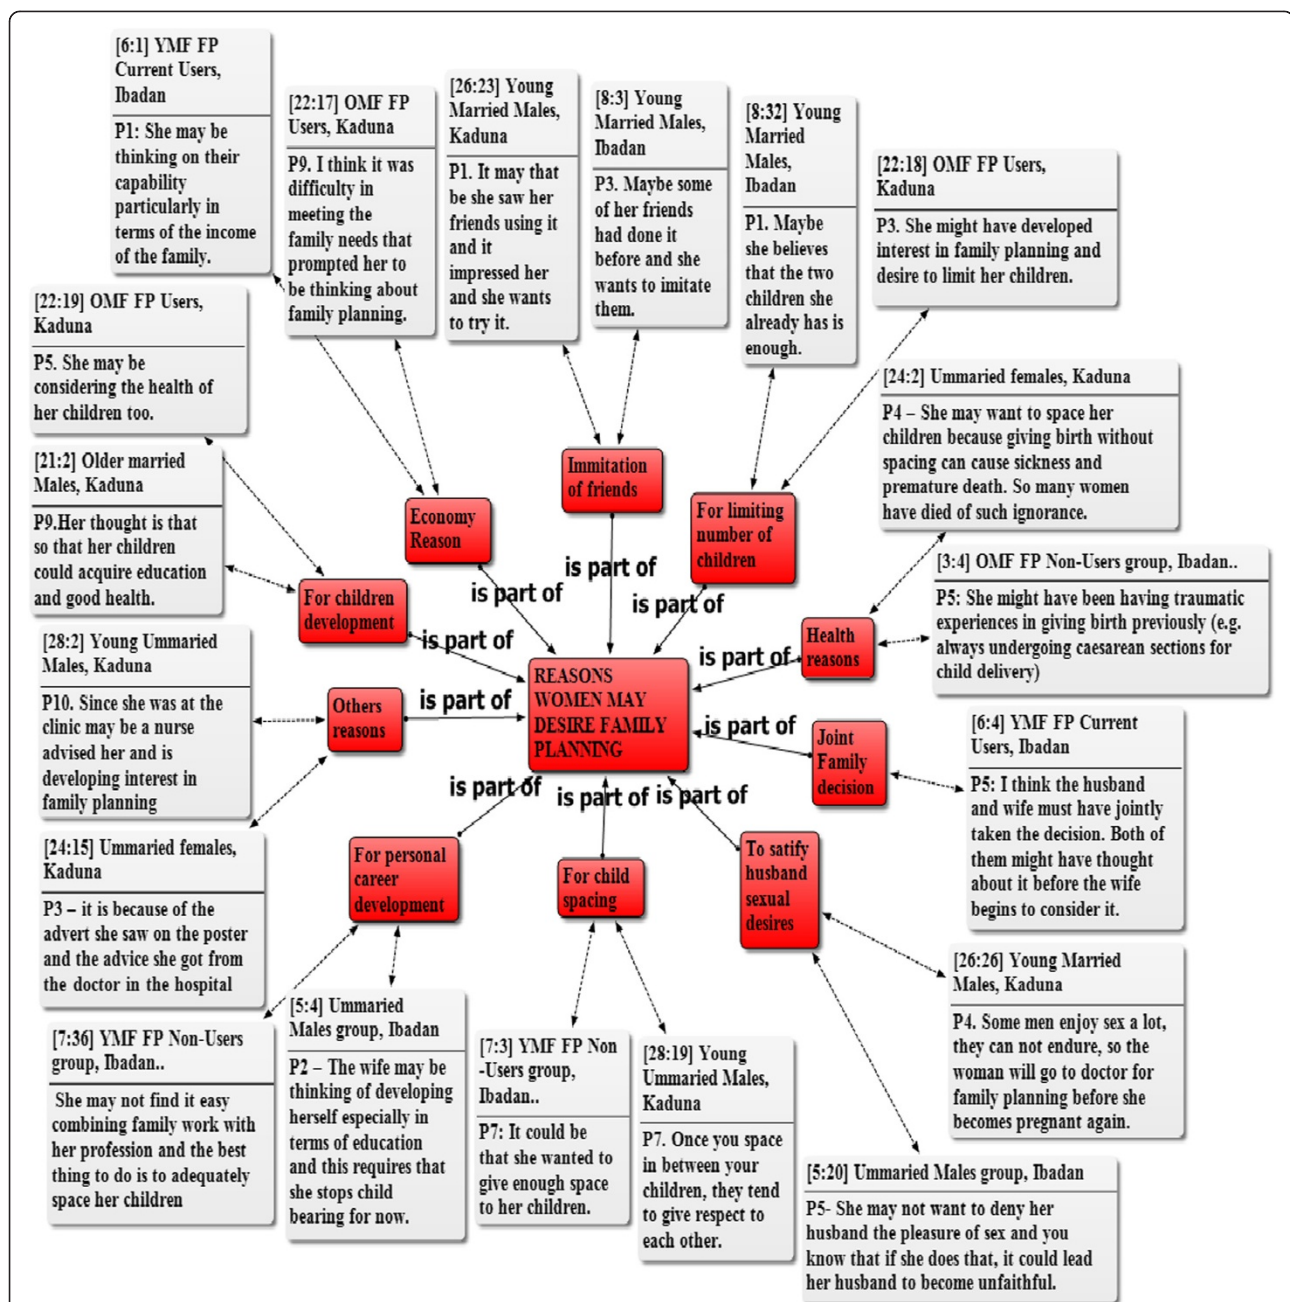 [6:1] YMF FP
Current Users,
Ibadan
P1: She may be
thinking on their
capability
particularly in
terms of the income
of the family.
[22:17] OMF FP
Users, Kaduna
P9. I think it was
difficulty in
meeting the
family needs that
prompted her to
be thinking about
family planning.
[26:23] Young
Married Males,
Kaduna
P1. It may that
be she saw her
friends using it
and it
impressed her
and she wants
to try it.
[8:3] Young
Married Males,
Ibadan
P3. Maybe some
of her friends
had done it
before and she
wants to imitate
them.
[8:32] Young
Married
Males,
Ibadan
P1. Maybe
she believes
that the two
children she
already has is
enough.
[22:18] OMF FP Users,
Kaduna
P3. She might have developed
interest in family planning and
desire to limit her children.
[22:19] OMF FP Users,
Kaduna
P5. She may be
considering the health of
her children too.
[24:2] Ummaried females, Kaduna
P4 – She may want to space her
children because giving birth without
spacing can cause sickness and
premature death. So many women
have died of such ignorance.
[21:2] Older married
Males, Kaduna
P9.Her thought is that
so that her children
could acquire education
and good health.
Economy
Reason
Immitation
of friends
For limiting
number of
children
is part of
is part of
is part of
For children
development
is part of
[3:4] OMF FP Non-Users group, Ibadan..
P5: She might have been having traumatic
experiences in giving birth previously (e.g.
always undergoing caesarean sections for
child delivery)
Health
reasons
is part of
[28:2] Young Ummaried
Males, Kaduna
P10. Since she was at the
clinic may be a nurse
advised her and is
developing interest in
family planning
Others
reasons
is part of
REASONS
WOMEN MAY
DESIRE FAMILY
PLANNING
is part of
Joint
Family
decision
[6:4] YMF FP Current
Users, Ibadan
P5: I think the husband
and wife must have jointly
taken the decision. Both of
them might have thought
about it before the wife
begins to consider it.
is part of
is part of
is part of
[24:15] Ummaried females,
Kaduna
P3 – it is because of the
advert she saw on the poster
and the advice she got from
the doctor in the hospital
For personal
career
development
For child
spacing
To satify
husband
sexual
desires
[26:26] Young Married
Males, Kaduna
P4. Some men enjoy sex a lot,
they can not endure, so the
woman will go to doctor for
family planning before she
becomes pregnant again.
[7:36] YMF FP Non-Users
group, Ibadan..
She may not find it easy
combining family work with
her profession and the best
thing to do is to adequately
space her children
[5:4] Ummaried
Males group, Ibadan
P2 – The wife may be
thinking of developing
herself especially in
terms of education
and this requires that
she stops child
bearing for now.
[7:3] YMF FP Non
-Users group,
Ibadan..
P7: It could be
that she wanted to
give enough space
to her children.
[28:19] Young
Ummaried Males,
Kaduna
P7. Once you space
in between your
children, they tend
to give respect to
each other.
[5:20] Ummaried Males group, Ibadan
P5- She may not want to deny her
husband the pleasure of sex and you
know that if she does that, it could lead
her husband to become unfaithful.